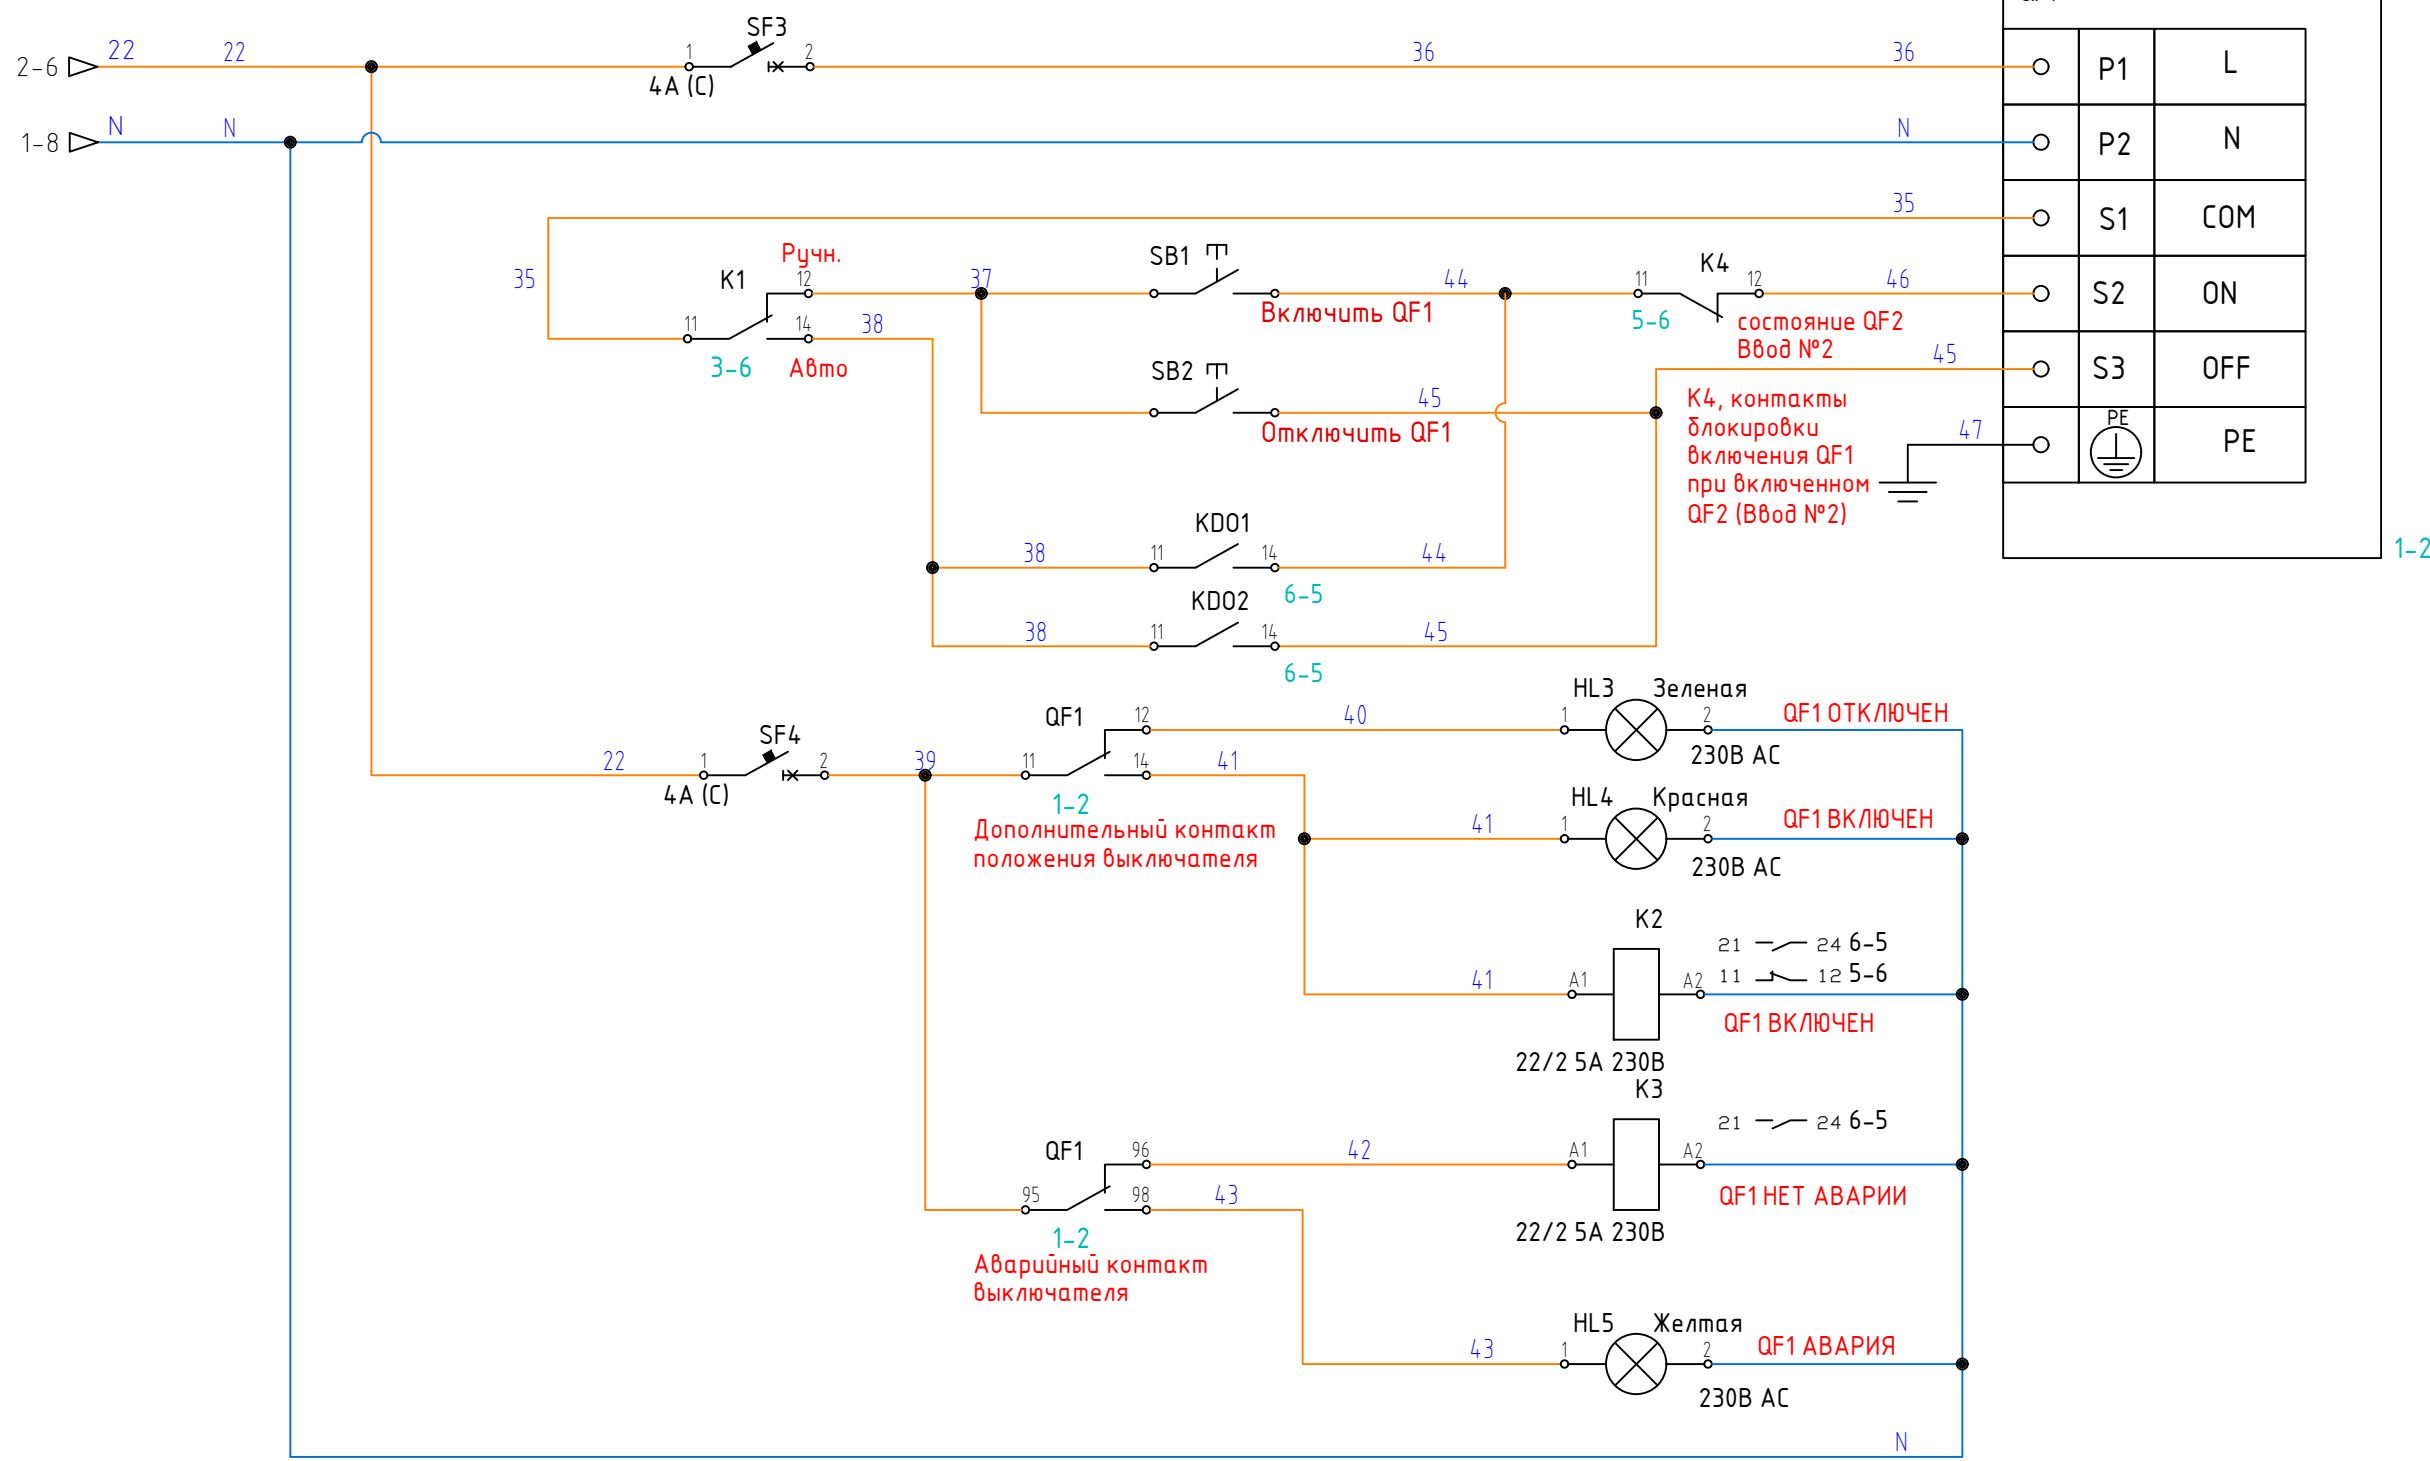 SF3
2-6
22
22
1
2
36
36
4А (С)
P1
L
1-8
N
N
N
P2
N
35
S1
COM
Ручн.
35
K1
12
37
SB1
44
11
K4
12
46
S2
ON
Включить QF1
5-6
состояние QF2
Ввод №2
11
14
38
3-6
Авто
SB2
45
45
S3
OFF
Отключить QF1
K4, контакты
блокировки
включения QF1
при включенном
QF2 (Ввод №2)
47
PE
PE
1-2
KDO1
38
11
14
44
6-5
KDO2
38
11
14
45
6-5
HL3
Зеленая
QF1
12
40
1
2
QF1 ОТКЛЮЧЕН
230В АС
SF4
22
1
2
39
11
14
41
4А (С)
1-2
Дополнительный контакт
положения выключателя
HL4
Красная
41
1
2
QF1 ВКЛЮЧЕН
230В АС
K2
21
24 6-5
11
12 5-6
41
A1
A2
QF1 ВКЛЮЧЕН
22/2 5А 230В
K3
21
24 6-5
QF1
96
42
A1
A2
95
98
43
QF1 НЕТ АВАРИИ
22/2 5А 230В
1-2
Аварийный контакт
выключателя
HL5
Желтая
43
1
2
QF1 АВАРИЯ
230В АС
N